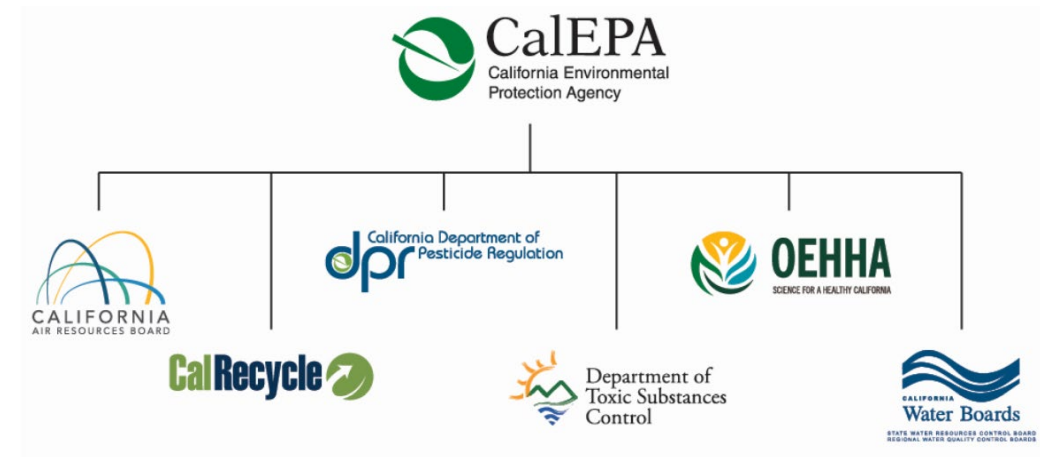 CalEPA
California Environmental
Protection Agency
CALIFORNIA
AIR RESOURCES BOARD
CalRecycle
dpr
California Department of
Pesticide Regulation
Department of
Toxic Substances
Control
OEHHA
SCIENCE FOR A HEALTHY CALIFORNIA
CALIFORNIA
Water Boards
STATE WATER RESOURCES CONTROL BOARD
REGIONAL WATER QUALITY CONTROL BOARDS